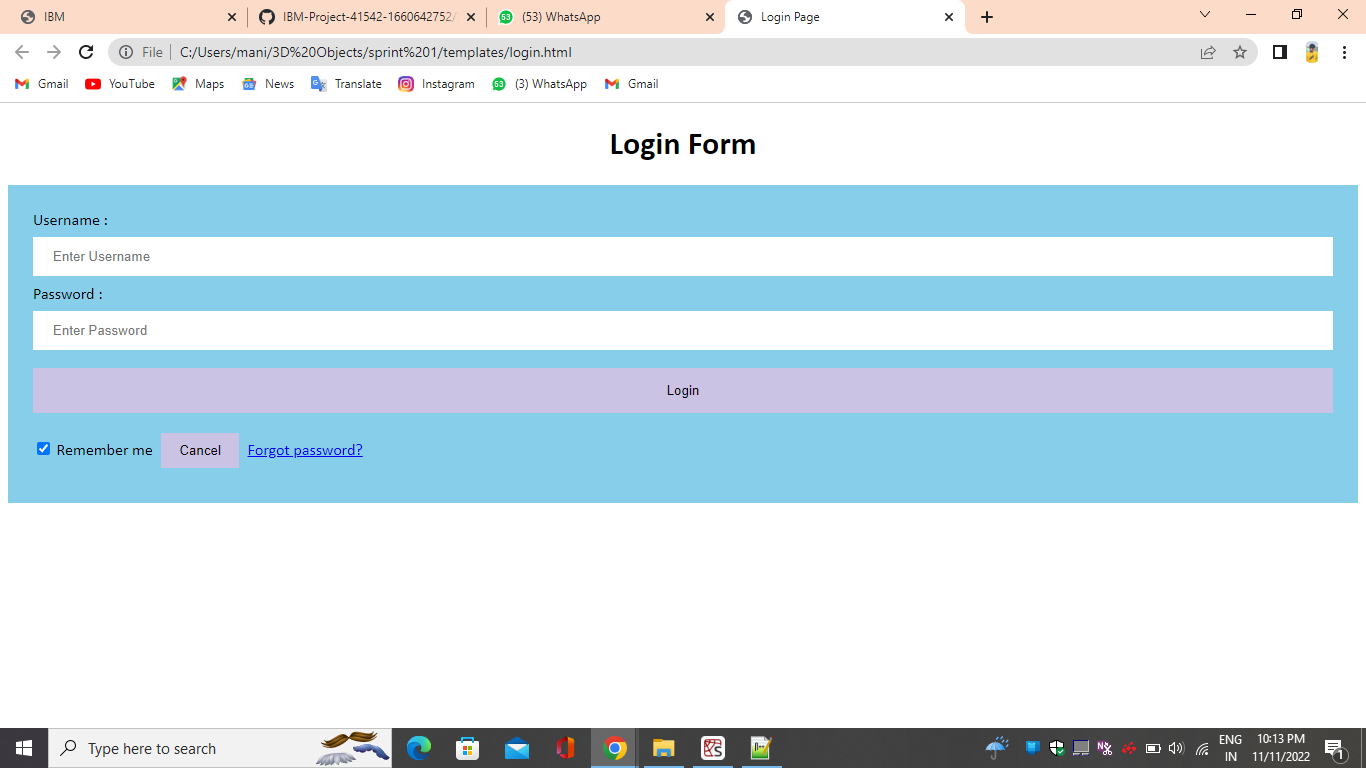 IBM
IBM-Project-41542-1660642752/
(53) WhatsApp
Login Page
File
C:/Users/mani/3D%20Objects/sprint%201/templates/login.html
Gmail
YouTube
Maps
News
Translate
Instagram
(3) WhatsApp
Gmail
Login Form
Username :
Enter Username
Password :
Enter Password
Login
Remember me
Cancel
Forgot password?
Type here to search
ENG
IN
10:13 PM
11/11/2022
1